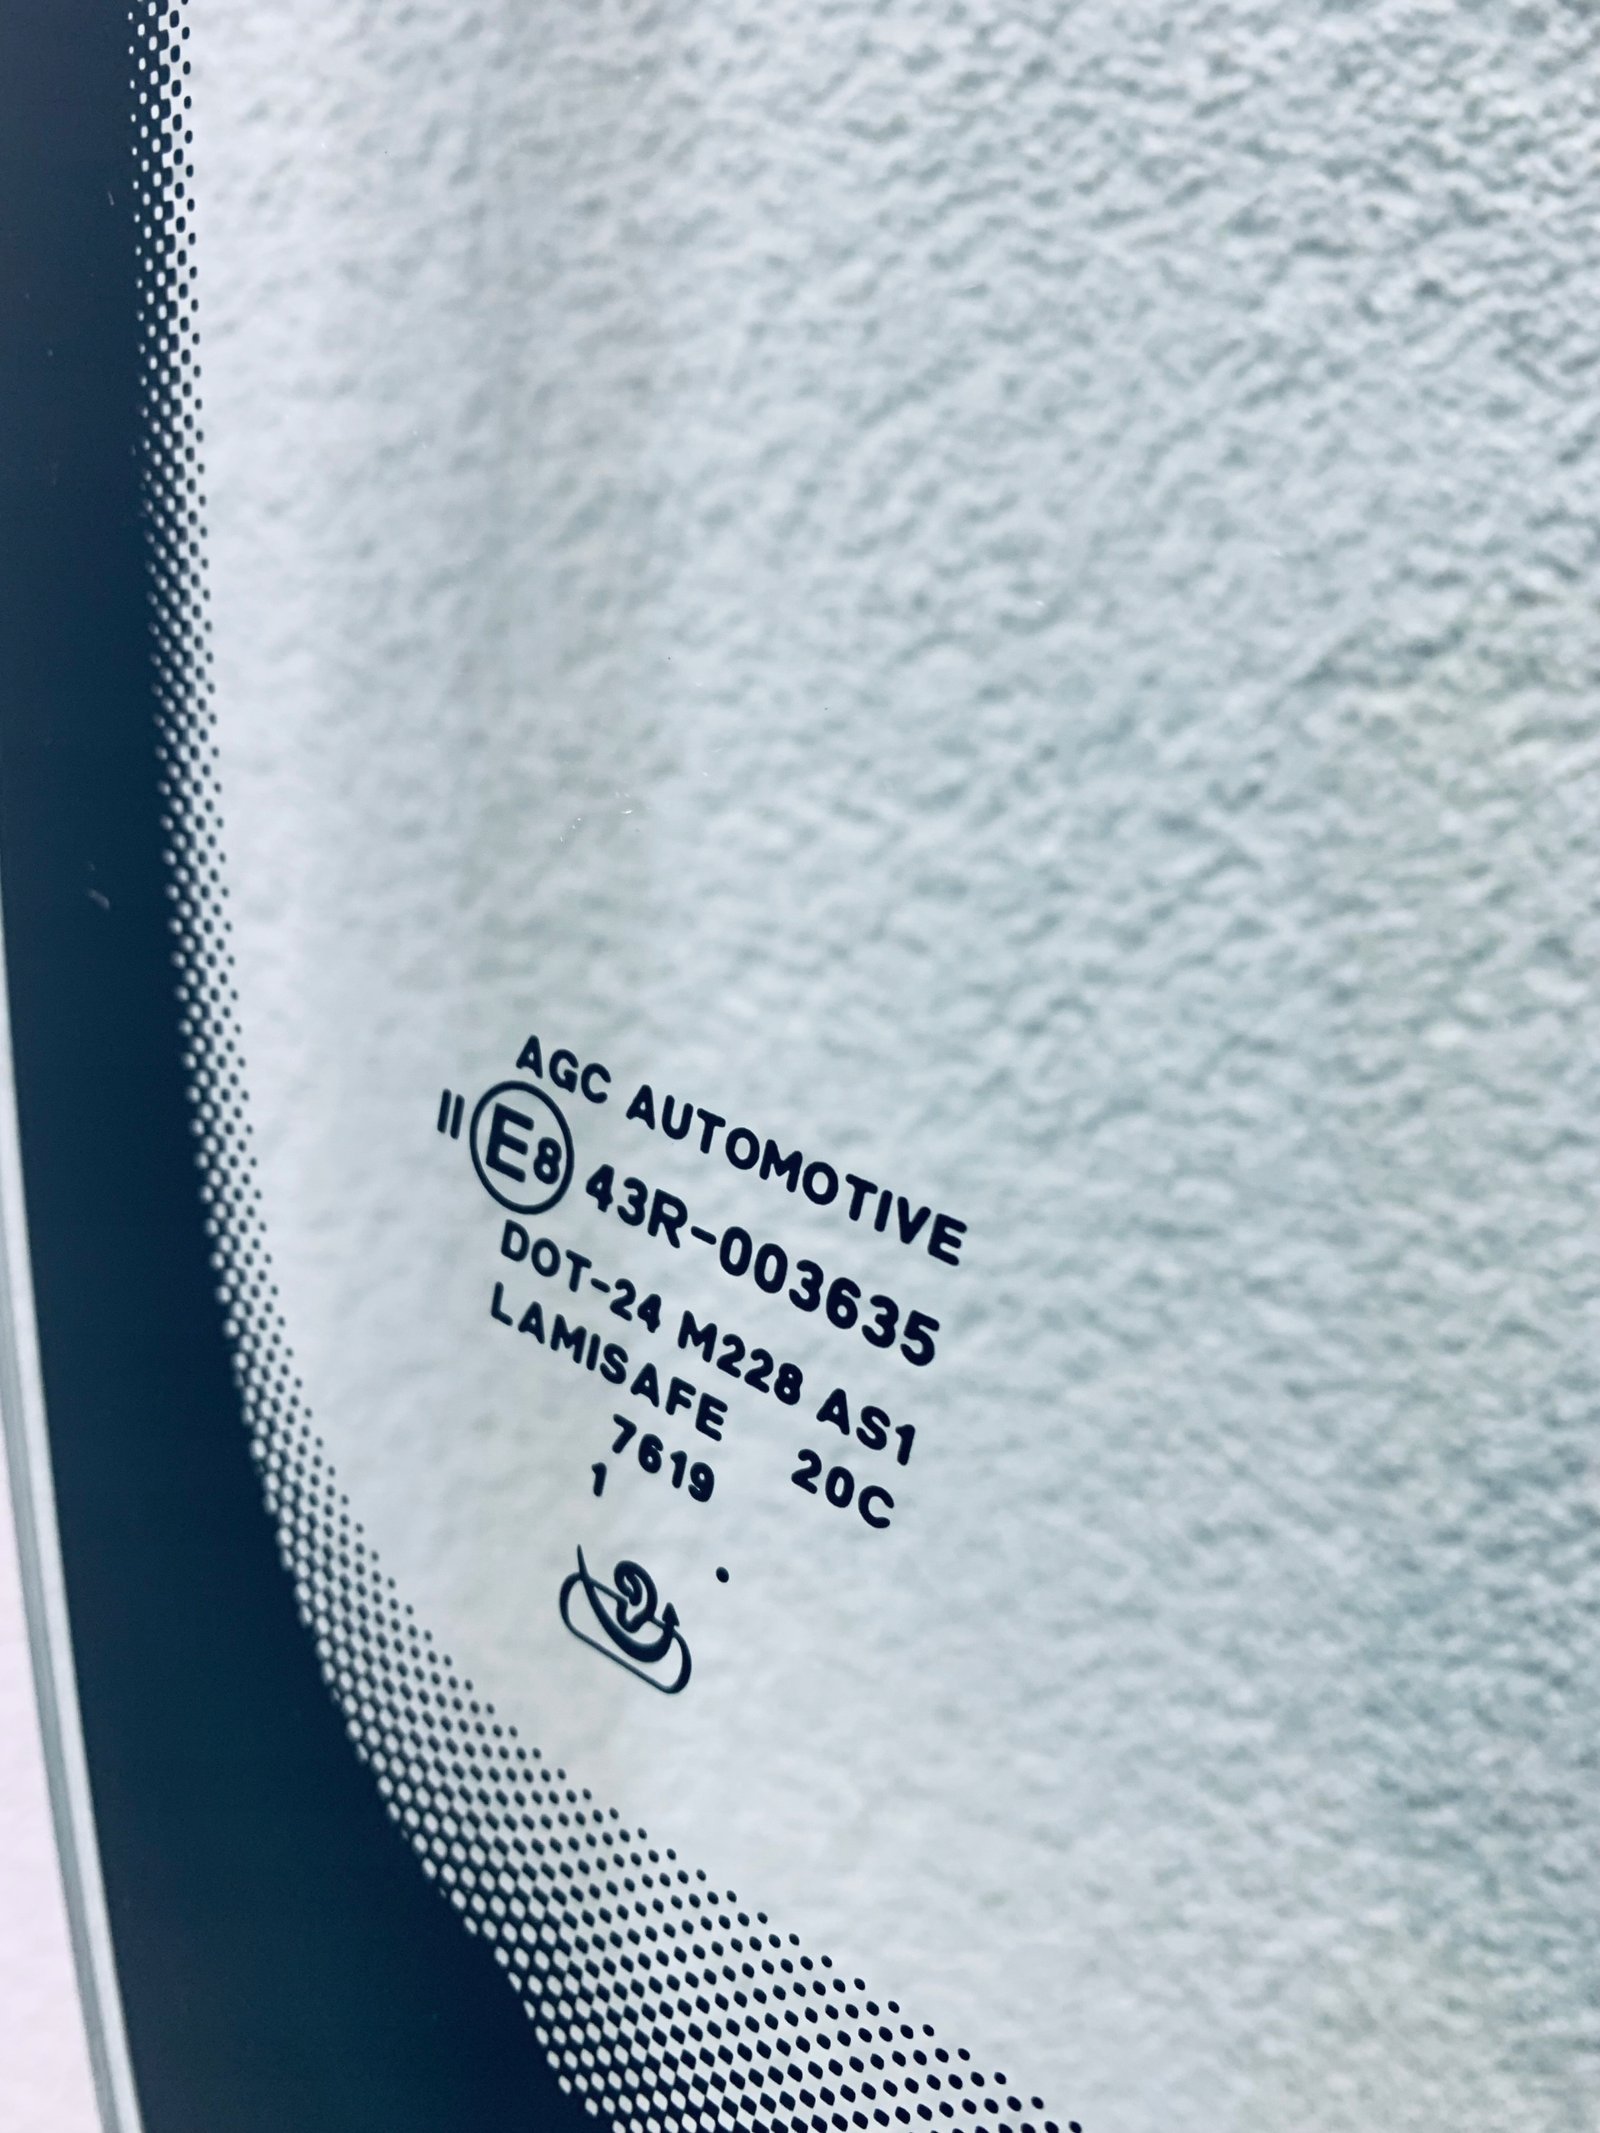 AGC AUTOMOTIVE
II E8 43R-003635
DOT-24 M228 AS1
LAMISAFE 20C
7619
1